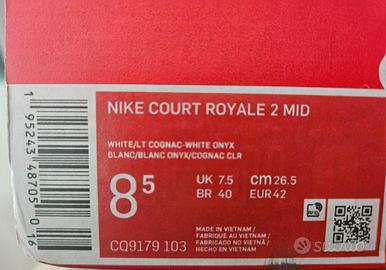 NIKE COURT ROYALE 2 MID
WHITE/LT COGNAC-WHITE ONYX
BLANC/BLANC ONYX/COGNAC CLR
8 5
UK 7.5 cm 26.5
BR 40 EUR 42
MADE IN VIETNAM /
FABRIQUÉ AU VIETNAM /
FABRICADO NO VIETNÃ /
HECHO EN VIETNAM
CQ9179 103
1 95243 48705 0 16
Subito